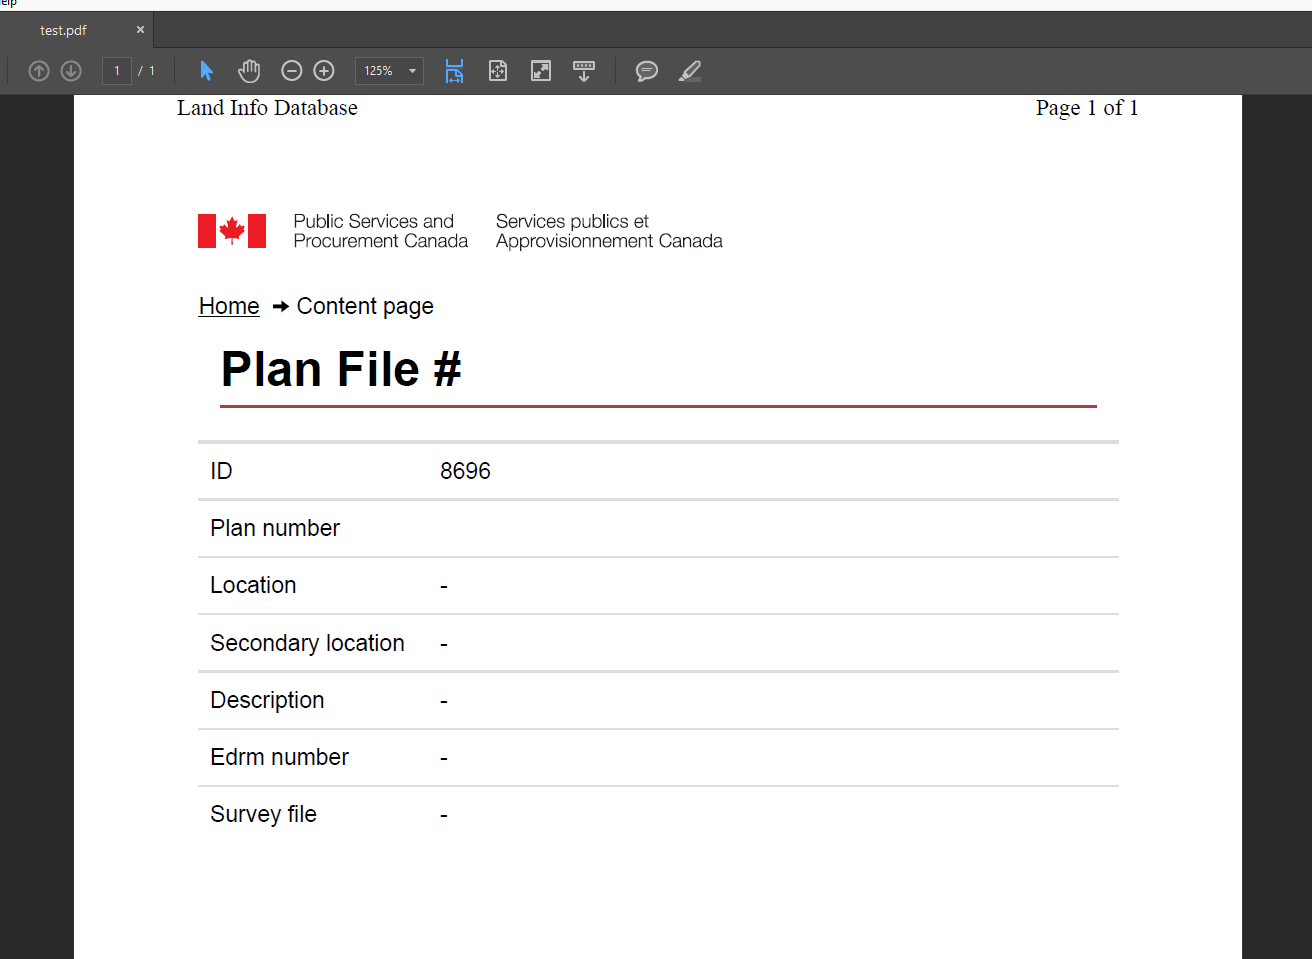 elp
test.pdf ×
1 / 1 125%
Land Info Database Page 1 of 1
Public Services and Services publics et
Procurement Canada Approvisionnement Canada
Home ➔ Content page
Plan File #
ID 8696
Plan number
Location -
Secondary location -
Description -
Edrm number -
Survey file -